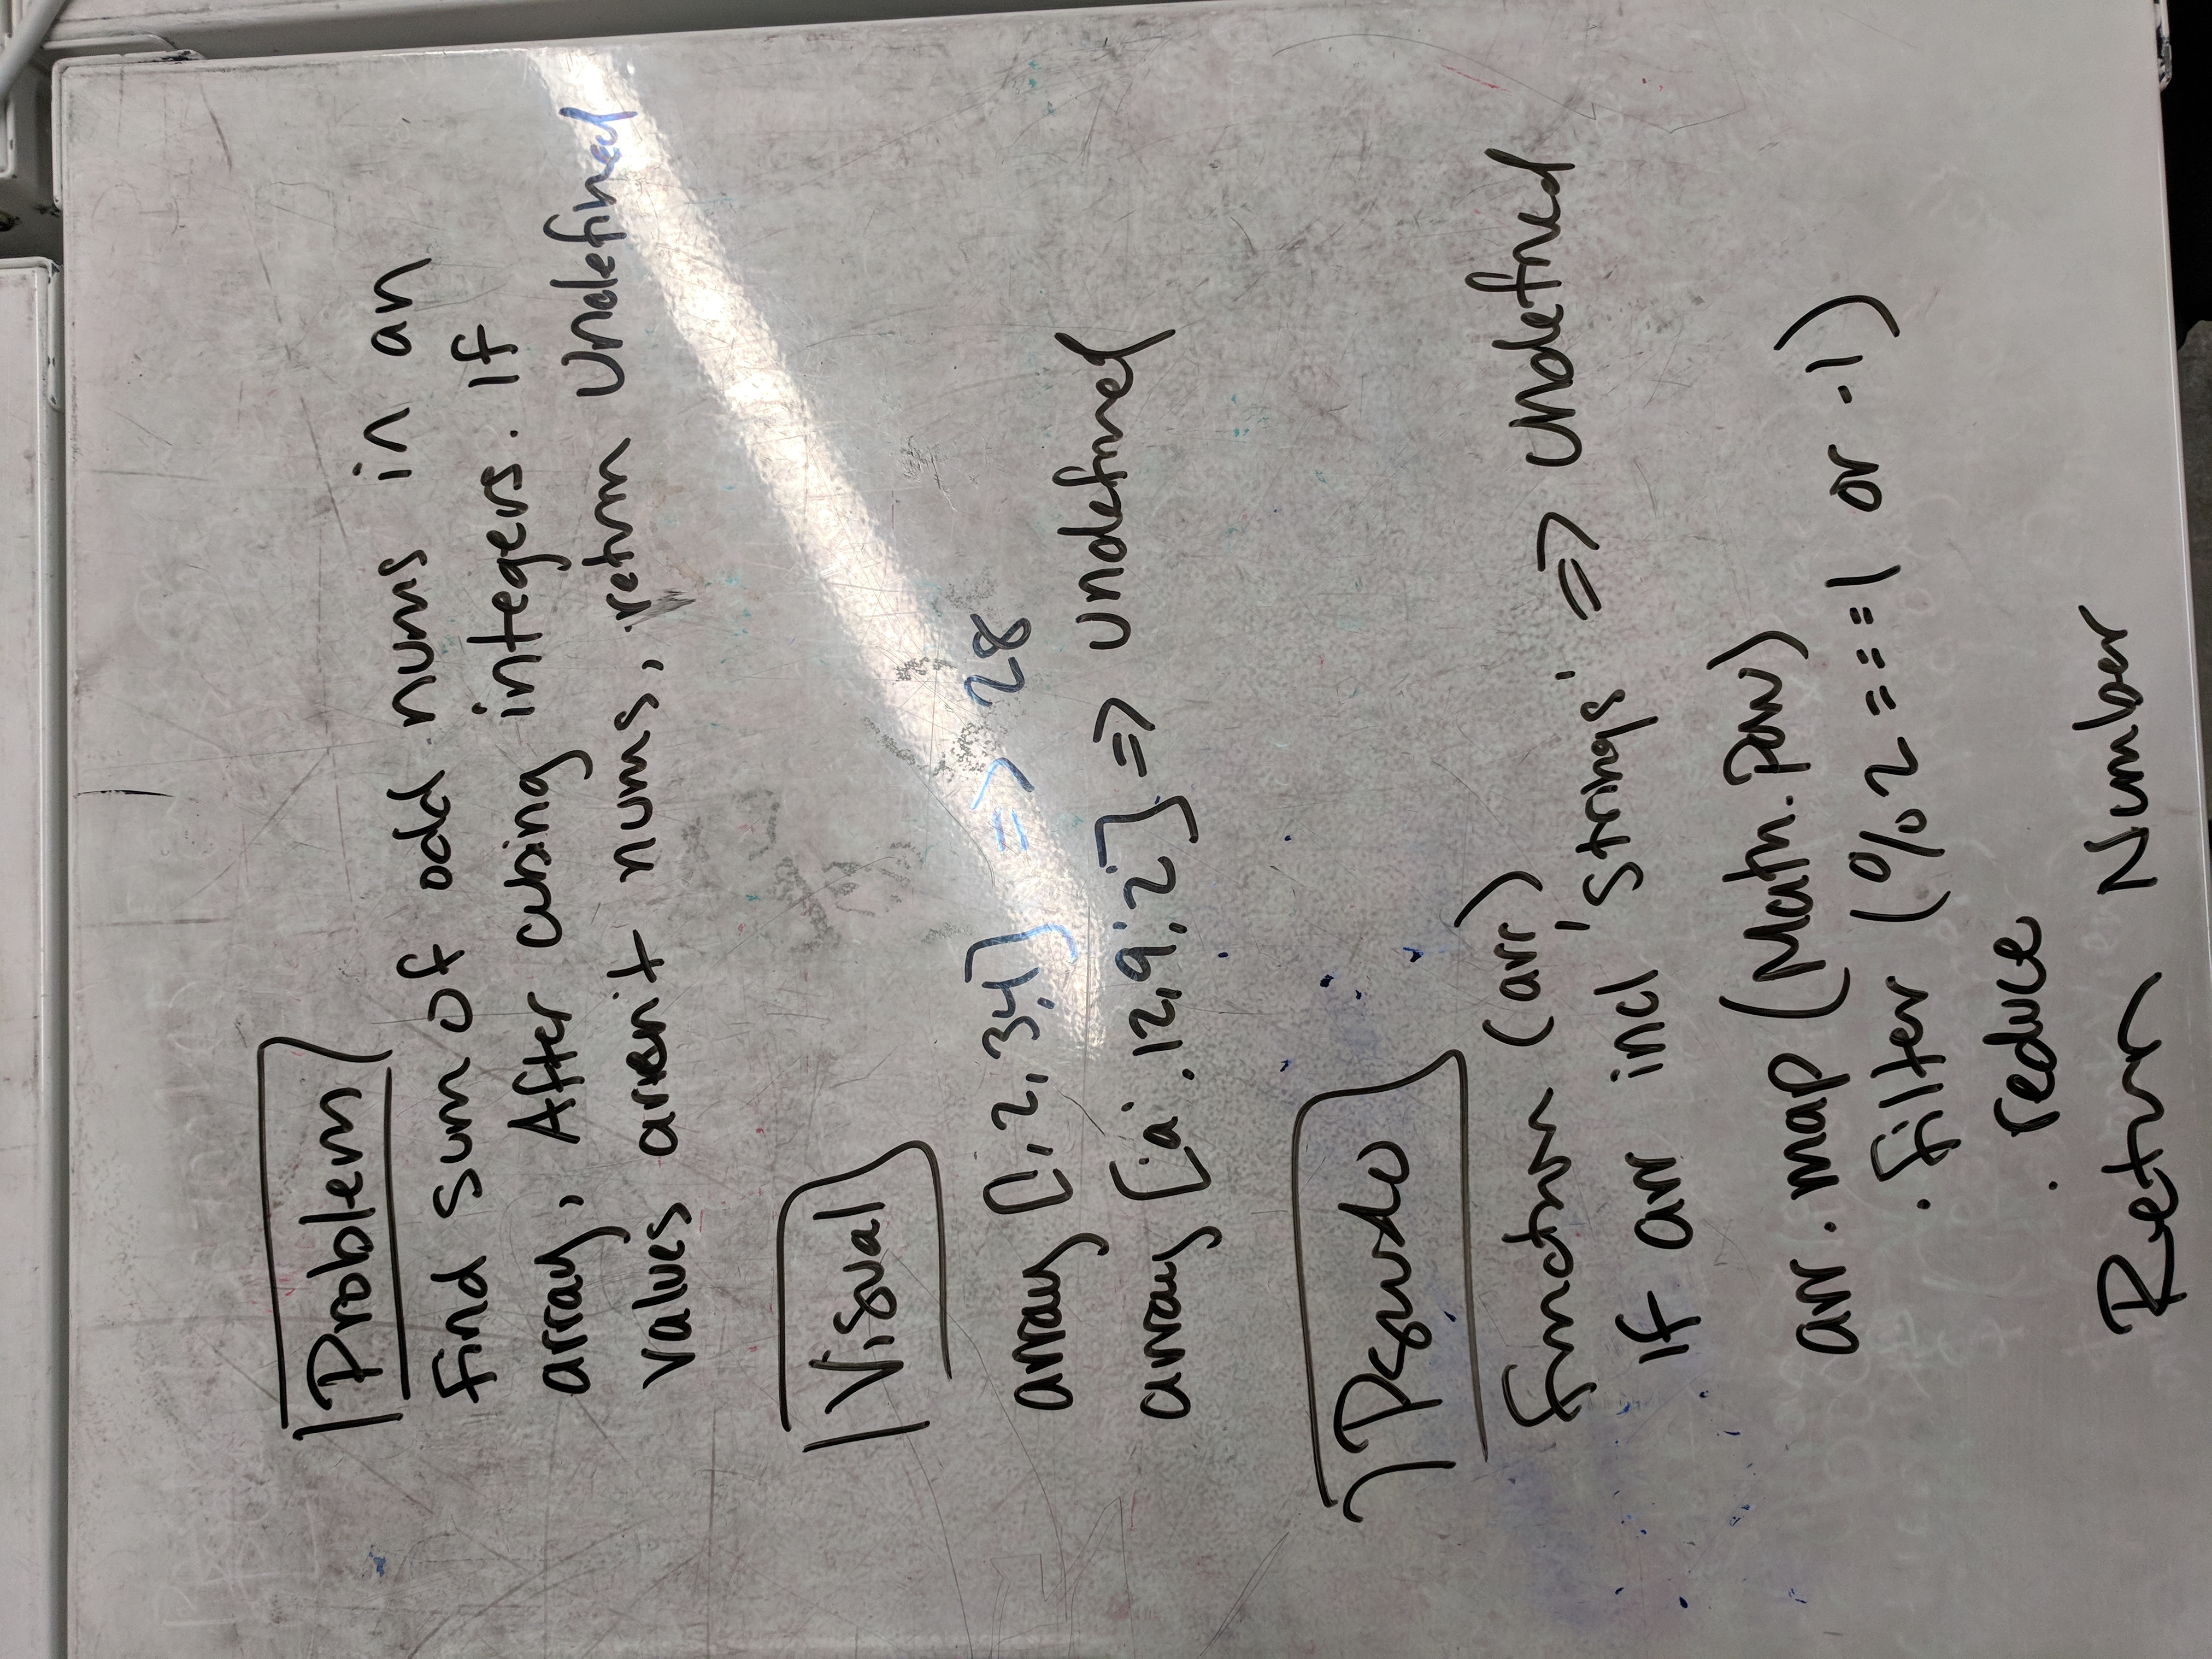 Problem
Find sum of odd nums in an
array, After cubing integers. If
values aren't nums, return undefined
Visual
array [1, 2, 3, 4] => 28
array ['a', 12, 9, 'z'] => undefined
Pseudo
Function (arr)
If arr incl 'strings' => undefined
arr.map (Math.pow)
.filter (%2 === 1 or -1)
.reduce
Return Number